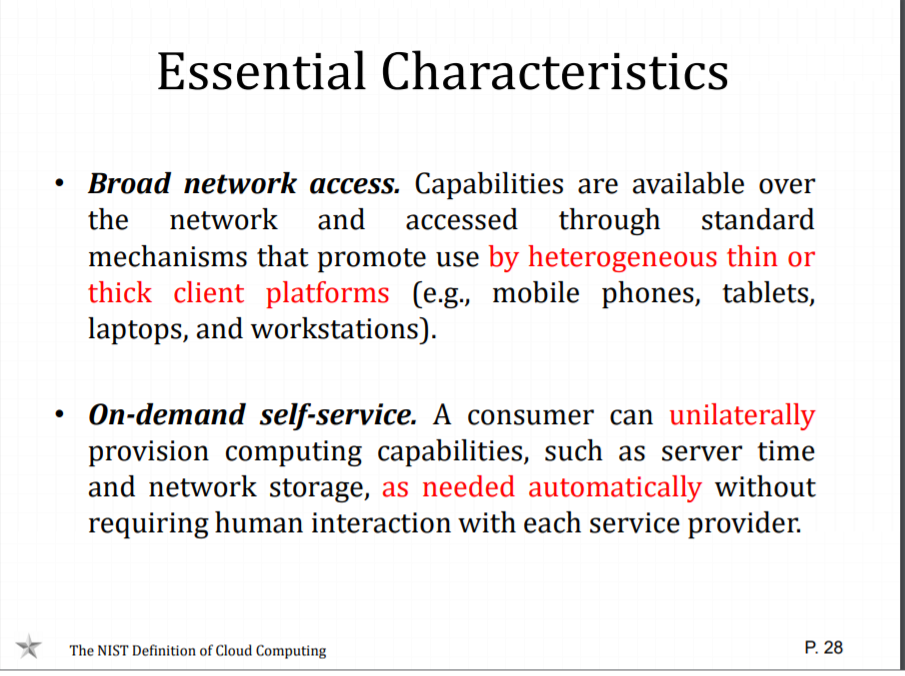 Essential Characteristics
• Broad network access. Capabilities are available over
the network and accessed through standard
mechanisms that promote use by heterogeneous thin or
thick client platforms (e.g., mobile phones, tablets,
laptops, and workstations).
• On-demand self-service. A consumer can unilaterally
provision computing capabilities, such as server time
and network storage, as needed automatically without
requiring human interaction with each service provider.
The NIST Definition of Cloud Computing
P. 28